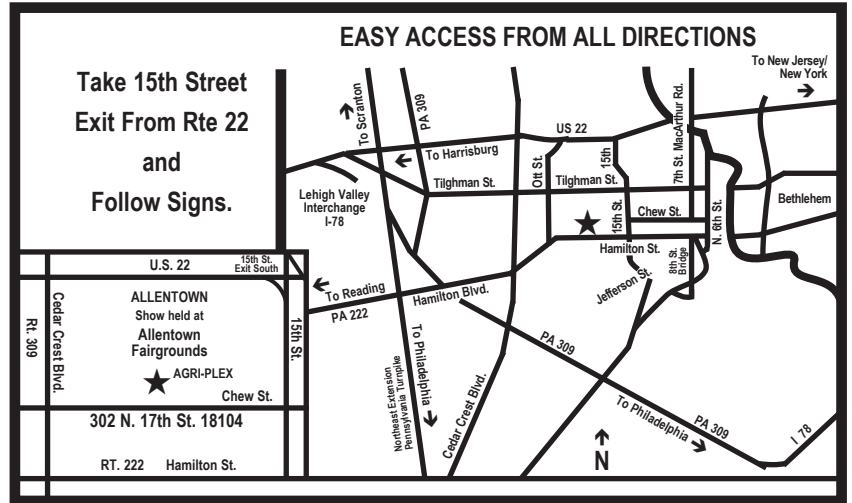 EASY ACCESS FROM ALL DIRECTIONS
Take 15th Street
Exit From Rte 22
and
Follow Signs.
To New Jersey/
New York
To Scranton
PA 309
US 22
To Harrisburg
Ott St.
15th
7th St. MacArthur Rd.
Lehigh Valley
Interchange
I-78
Tilghman St.
Tilghman St.
Bethlehem
15th St.
Chew St.
N. 6th St.
Hamilton St.
8th St.
Bridge
Jefferson St.
To Reading
PA 222
Hamilton Blvd.
To Philadelphia
Northeast Extension
Pennsylvania Turnpike
Cedar Crest Blvd.
PA 309
To Philadelphia
PA 309
I 78
N
U.S. 22
15th St.
Exit South
Rt. 309
Cedar Crest Blvd.
ALLENTOWN
Show held at
Allentown
Fairgrounds
AGRI-PLEX
15th St.
Chew St.
302 N. 17th St. 18104
RT. 222 Hamilton St.